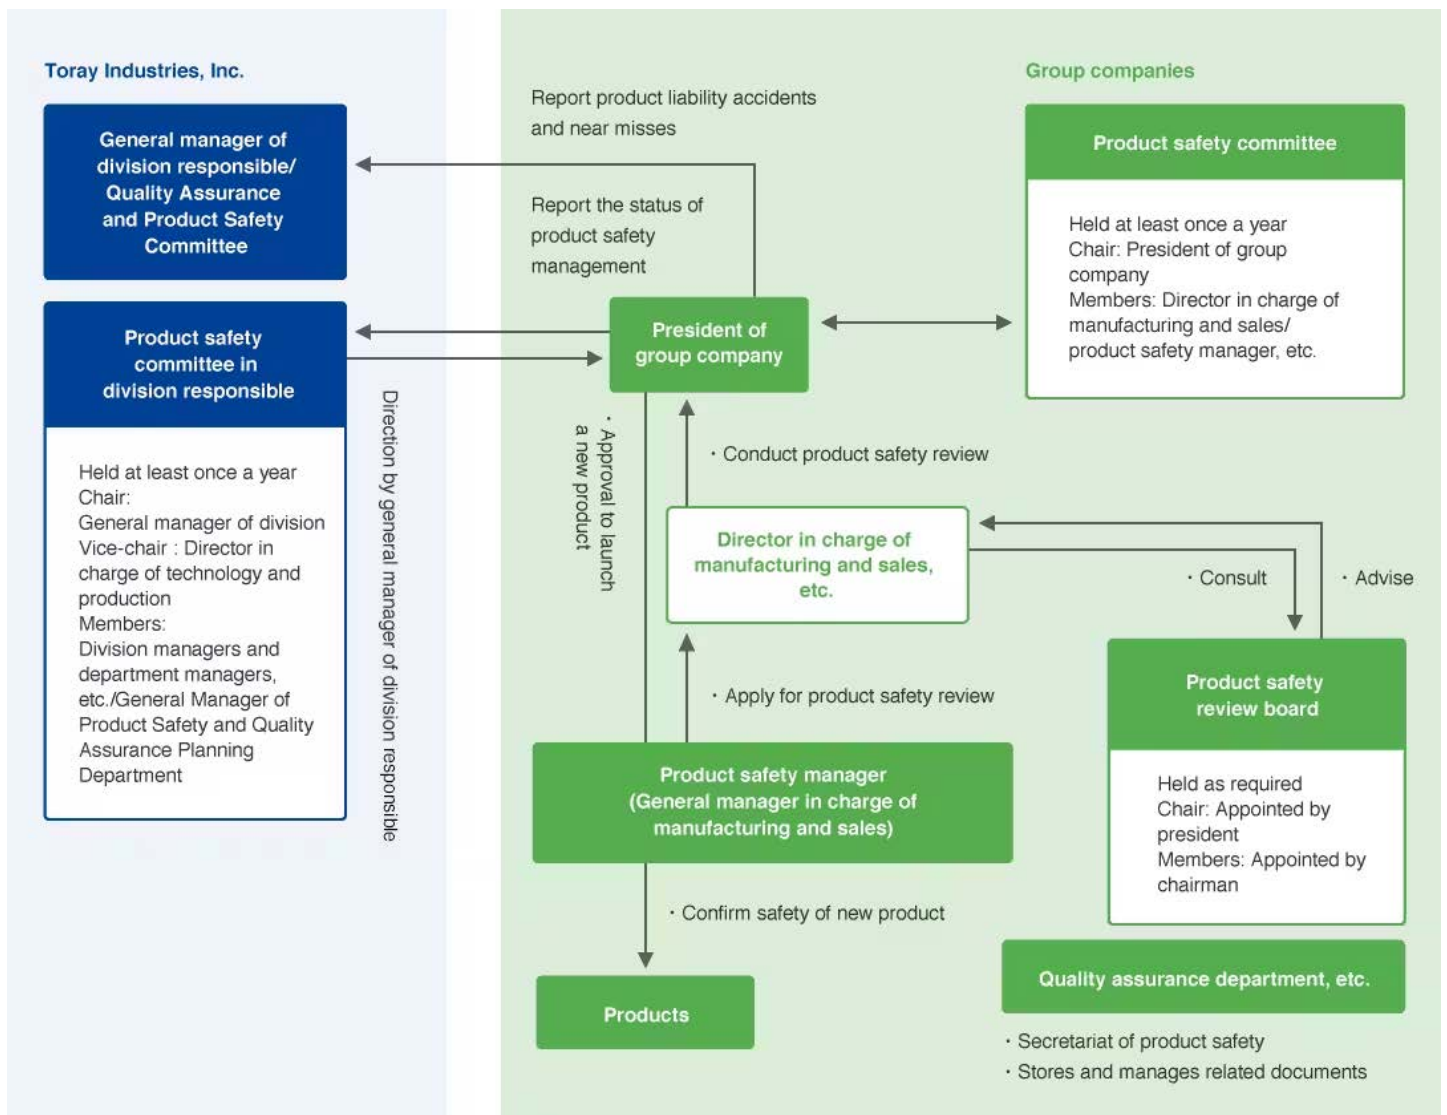 Toray Industries, Inc.
General manager of
division responsible/
Quality Assurance
and Product Safety
Committee
Product safety
committee in
division responsible
Held at least once a year
Chair:
General manager of division
Vice-chair : Director in
charge of technology and
production
Members:
Division managers and
department managers,
etc./General Manager of
Product Safety and Quality
Assurance Planning
Department
Direction by general manager of division responsible
Report product liability accidents
and near misses
Report the status of
product safety
management
Group companies
Product safety committee
Held at least once a year
Chair: President of group
company
Members: Director in charge of
manufacturing and sales/
product safety manager, etc.
President of
group company
・Approval to launch
a new product
・Conduct product safety review
Director in charge of
manufacturing and sales,
etc.
・Consult
・Advise
・Apply for product safety review
Product safety
review board
Held as required
Chair: Appointed by
president
Members: Appointed by
chairman
Product safety manager
(General manager in charge of
manufacturing and sales)
・Confirm safety of new product
Products
Quality assurance department, etc.
・Secretariat of product safety
・Stores and manages related documents